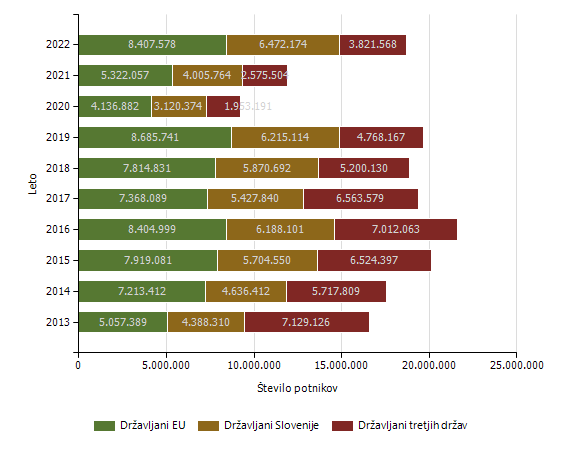 2022 8.407.578 6.472.174 3.821.568
2021 5.322.057 4.005.764 2.575.504
2020 4.136.882 3.120.374 1.953.191
2019 8.685.741 6.215.114 4.768.167
2018 7.814.831 5.870.692 5.200.130
2017 7.368.089 5.427.840 6.563.579
2016 8.404.999 6.188.101 7.012.063
2015 7.919.081 5.704.550 6.524.397
2014 7.213.412 4.636.412 5.717.809
2013 5.057.389 4.388.310 7.129.126
Leto
0 5.000.000 10.000.000 15.000.000 20.000.000 25.000.000
Število potnikov
Državljani EU Državljani Slovenije Državljani tretjih držav